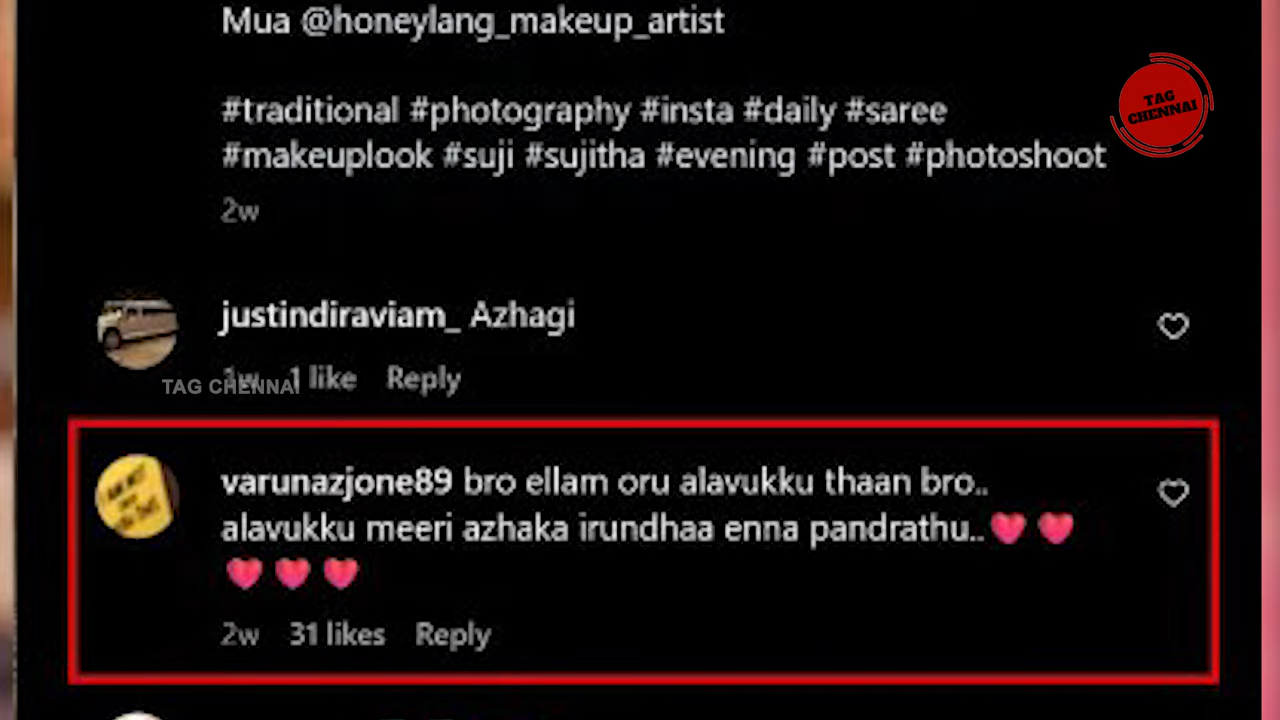 Mua @honeylang_makeup_artist
#traditional #photography #insta #daily #saree
#makeuplook #suji #sujitha #evening #post #photoshoot
2w
TAG
CHENNAI
justindiraviam_ Azhagi
1 like Reply
TAG CHENNAI
varunazjone89 bro ellam oru alavukku thaan bro..
alavukku meeri azhaka irundhaa enna pandrathu..💗 💗
💗 💗 💗
2w 31 likes Reply